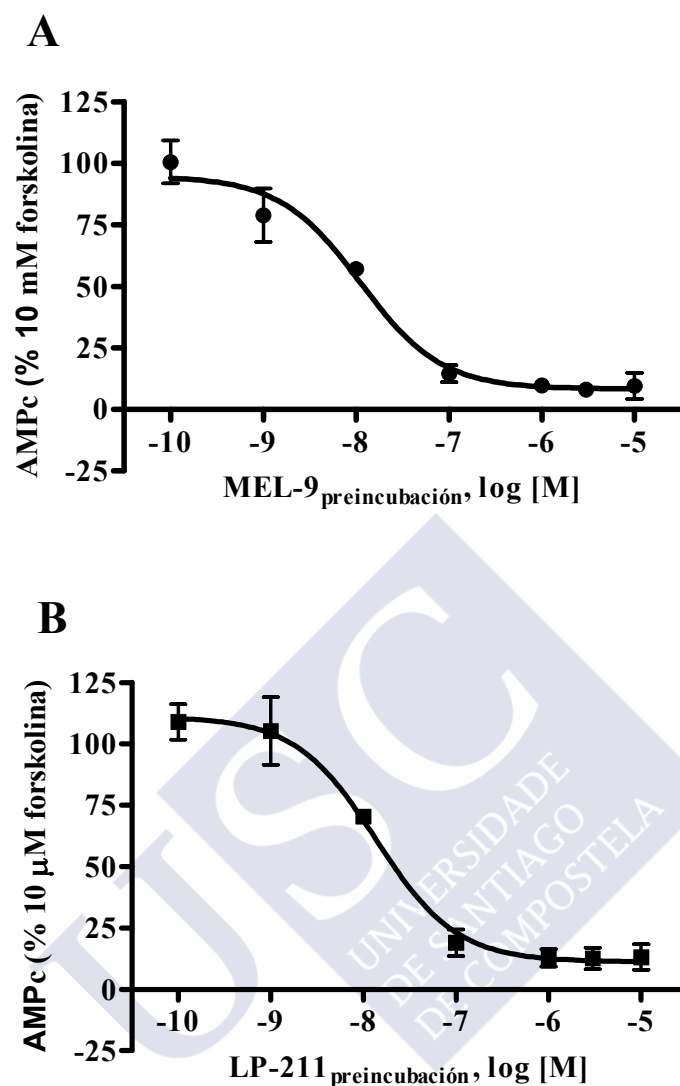 A
AMPc (% 10 mM forskolina)
125
100
75
50
25
0
-25
-10 -9 -8 -7 -6 -5
MEL-9preincubación, log [M]
B
AMPc (% 10 μM forskolina)
125
100
75
50
25
0
-25
-10 -9 -8 -7 -6 -5
LP-211preincubación, log [M]
USC
UNIVERSIDADE
DE SANTIAGO
DE COMPOSTELA